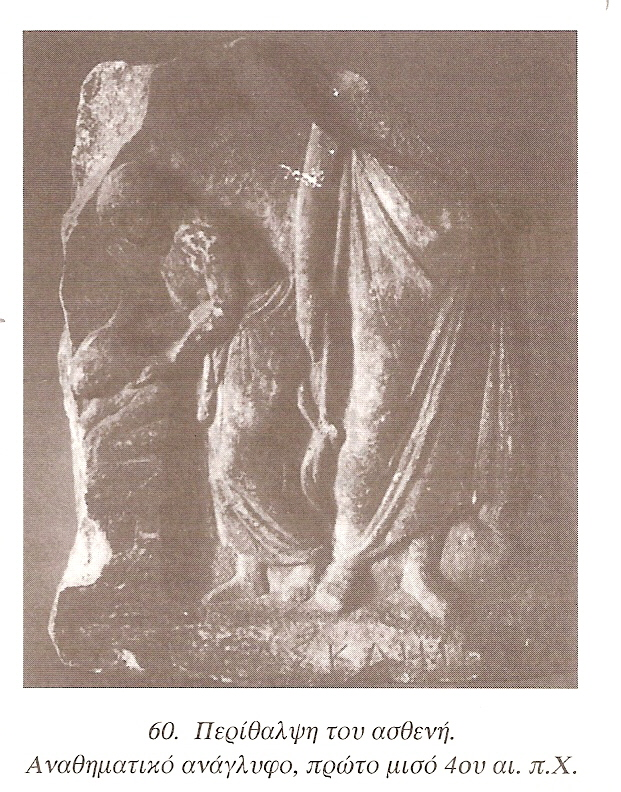 60. Περίθαλψη του ασθενή.
Αναθηματικό ανάγλυφο, πρώτο μισό 4ου αι. π.Χ.